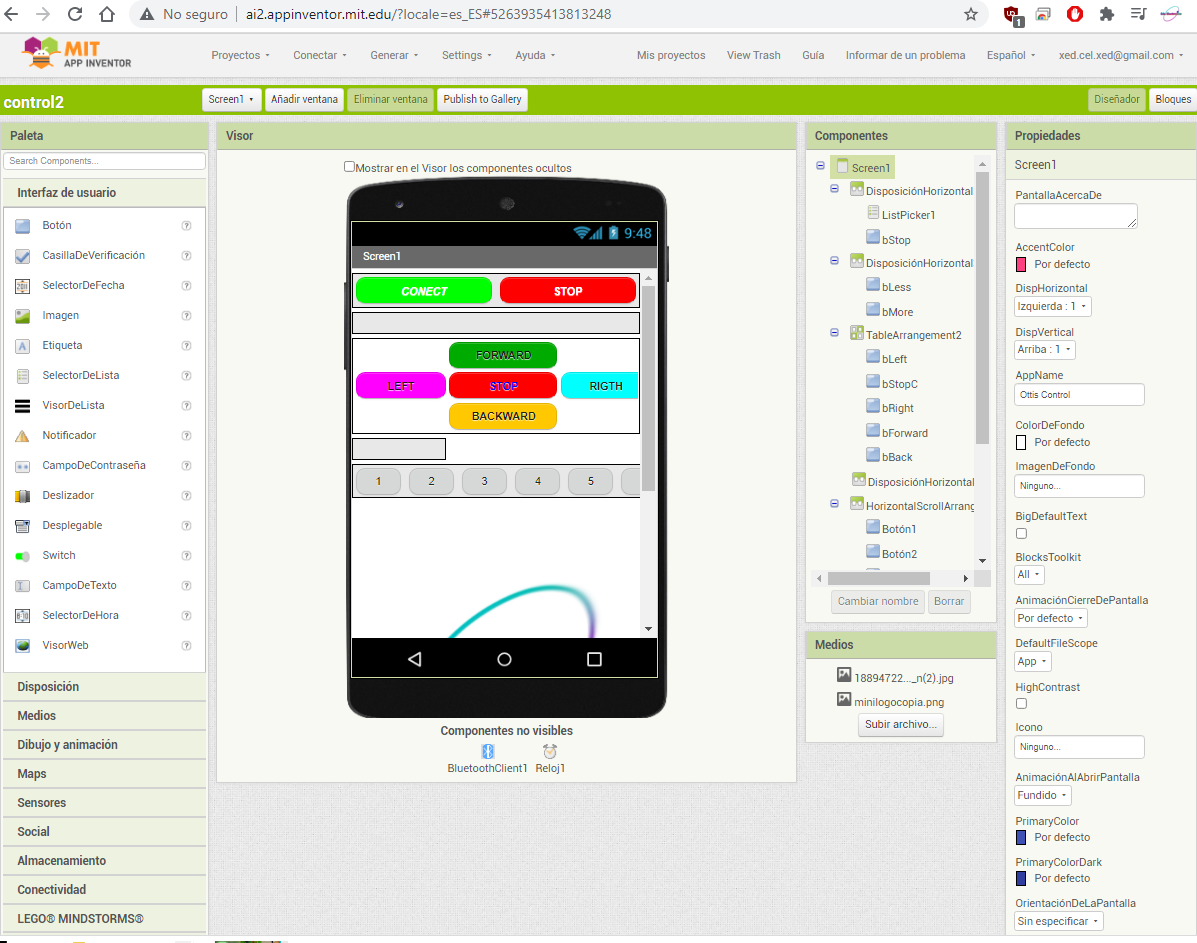 No seguro
ai2.appinventor.mit.edu/?locale=es_ES#5263935413813248
1
MIT
APP INVENTOR
Proyectos Conectar Generar Settings Ayuda Mis proyectos View Trash Guía Informar de un problema Español xed.cel.xed@gmail.com
control2
Screen1 Añadir ventana Eliminar ventana Publish to Gallery Diseñador Bloques
Paleta
Search Components...
Interfaz de usuario
Botón ?
CasillaDeVerificación ?
SelectorDeFecha ?
Imagen ?
Etiqueta ?
SelectorDeLista ?
VisorDeLista ?
Notificador ?
CampoDeContraseña ?
Deslizador ?
Desplegable ?
Switch ?
CampoDeTexto ?
SelectorDeHora ?
VisorWeb ?
Disposición
Medios
Dibujo y animación
Maps
Sensores
Social
Almacenamiento
Conectividad
LEGO® MINDSTORMS®
Visor
Mostrar en el Visor los componentes ocultos
9:48
Screen1
CONECT STOP
FORWARD
LEFT STOP RIGTH
BACKWARD
1 2 3 4 5
Componentes no visibles
BluetoothClient1 Reloj1
Componentes
Screen1
DisposiciónHorizontal
ListPicker1
bStop
DisposiciónHorizontal
bLess
bMore
TableArrangement2
bLeft
bStopC
bRight
bForward
bBack
DisposiciónHorizontal
HorizontalScrollArrang
Botón1
Botón2
Cambiar nombre Borrar
Medios
18894722..._n(2).jpg
minilogocopia.png
Subir archivo...
Propiedades
Screen1
PantallaAcercaDe
AccentColor
Por defecto
DispHorizontal
Izquierda : 1
DispVertical
Arriba : 1
AppName
Ottis Control
ColorDeFondo
Por defecto
ImagenDeFondo
Ninguno...
BigDefaultText
BlocksToolkit
All
AnimaciónCierreDePantalla
Por defecto
DefaultFileScope
App
HighContrast
Icono
Ninguno...
AnimaciónAlAbrirPantalla
Fundido
PrimaryColor
Por defecto
PrimaryColorDark
Por defecto
OrientaciónDeLaPantalla
Sin especificar